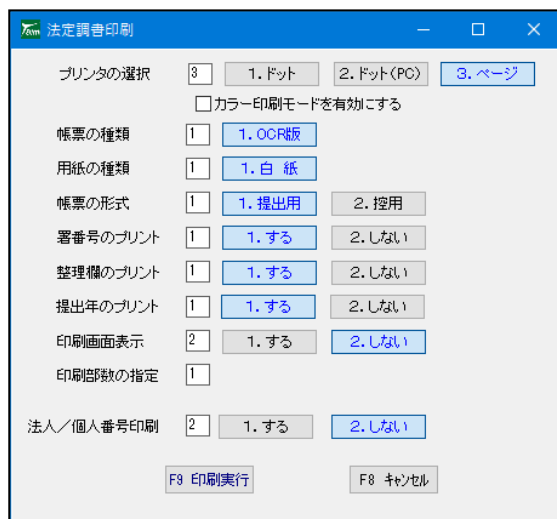 Team 法定調書印刷
プリンタの選択 3 1.ドット 2.ドット(PC) 3.ページ
カラー印刷モードを有効にする
帳票の種類 1 1.OCR版
用紙の種類 1 1.白 紙
帳票の形式 1 1.提出用 2.控用
署番号のプリント 1 1.する 2.しない
整理欄のプリント 1 1.する 2.しない
提出年のプリント 1 1.する 2.しない
印刷画面表示 2 1.する 2.しない
印刷部数の指定 1
法人/個人番号印刷 2 1.する 2.しない
F9 印刷実行 F8 キャンセル